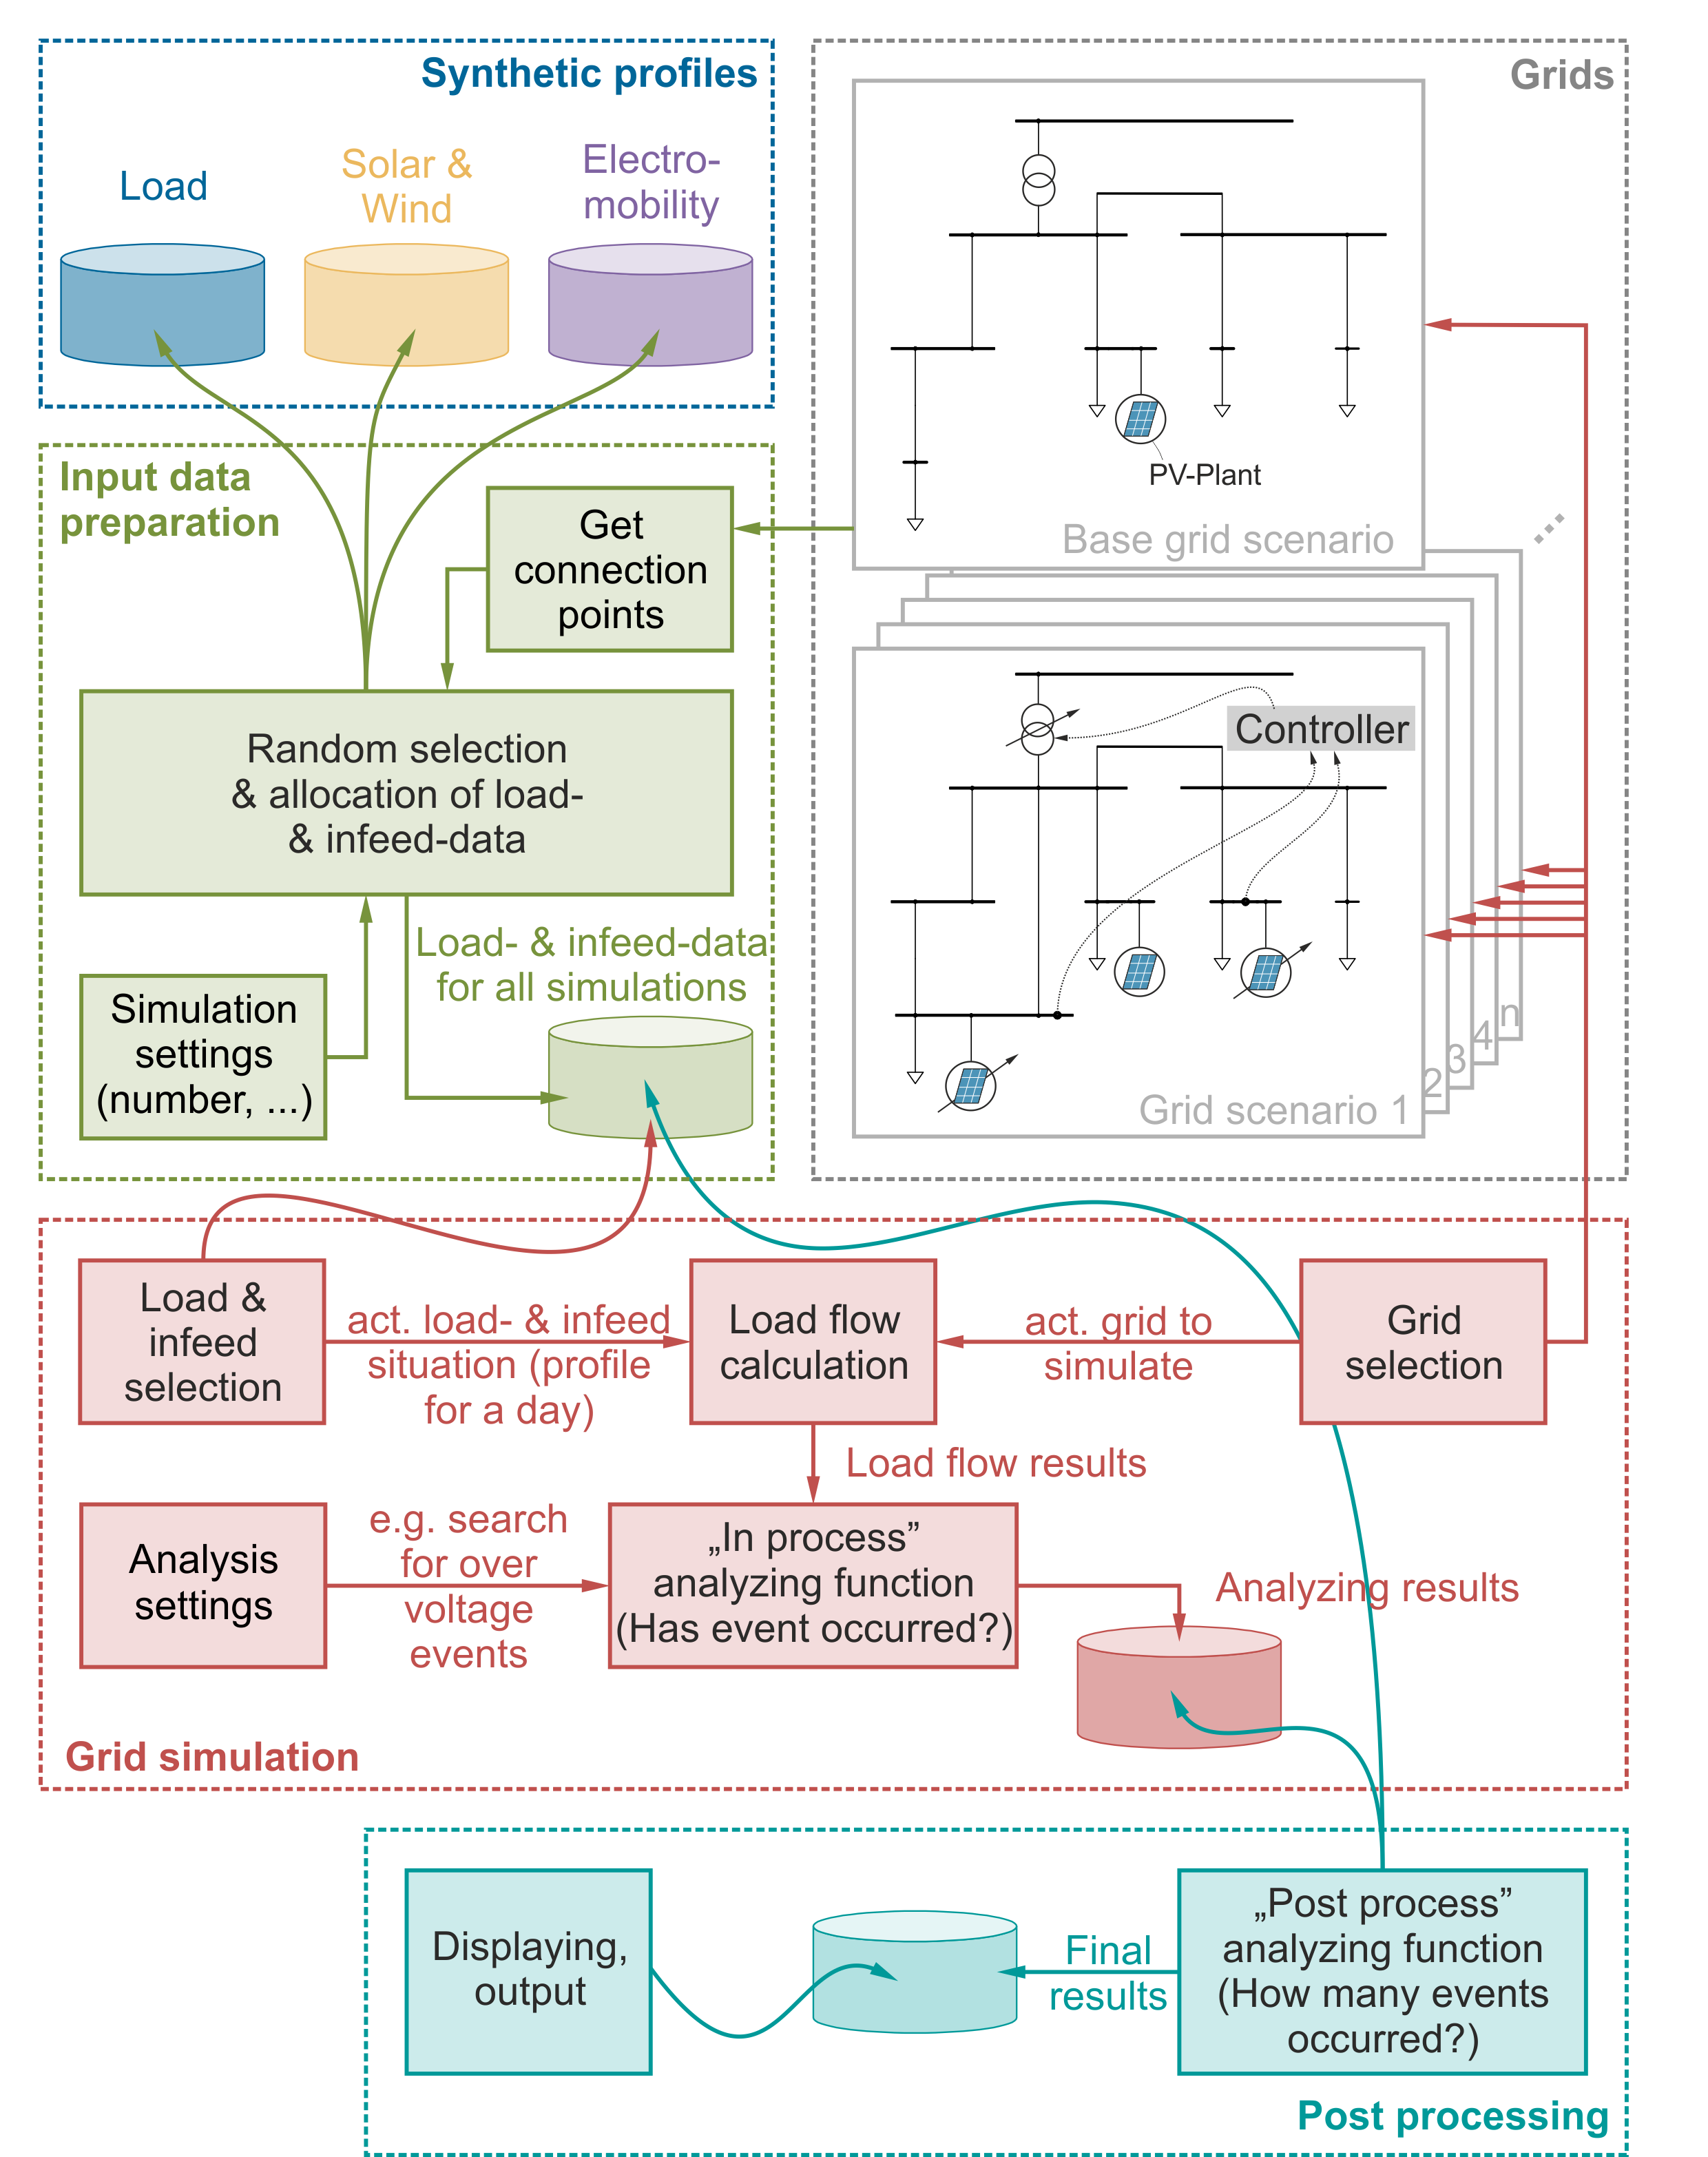 Synthetic profiles
Load
Solar &
Wind
Electro-
mobility
Grids
PV-Plant
Base grid scenario
Input data
preparation
Get
connection
points
Random selection
& allocation of load-
& infeed-data
Simulation
settings
(number, ...)
Load- & infeed-data
for all simulations
Controller
Grid scenario 1
2
3
4
n
Load &
infeed
selection
act. load- & infeed
situation (profile
for a day)
Load flow
calculation
act. grid to
simulate
Grid
selection
Load flow results
Analysis
settings
e.g. search
for over
voltage
events
„In process”
analyzing function
(Has event occurred?)
Analyzing results
Grid simulation
Displaying,
output
Final
results
„Post process”
analyzing function
(How many events
occurred?)
Post processing